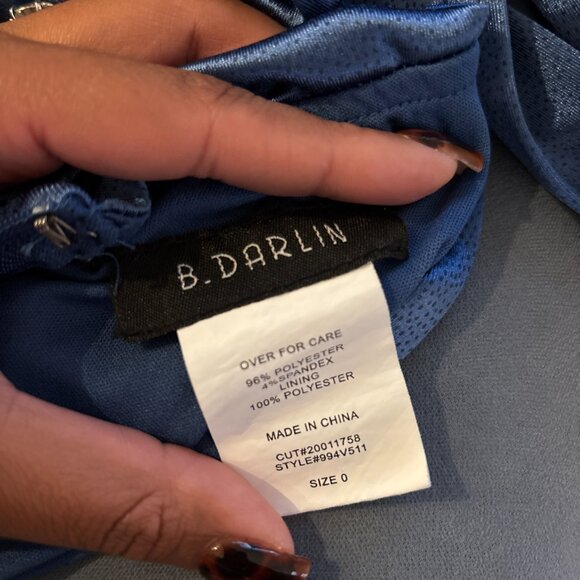 B.DARLIN
OVER FOR CARE
96% POLYESTER
4%SPANDEX
LINING
100% POLYESTER
MADE IN CHINA
CUT#20011758
STYLE#994V511
SIZE 0